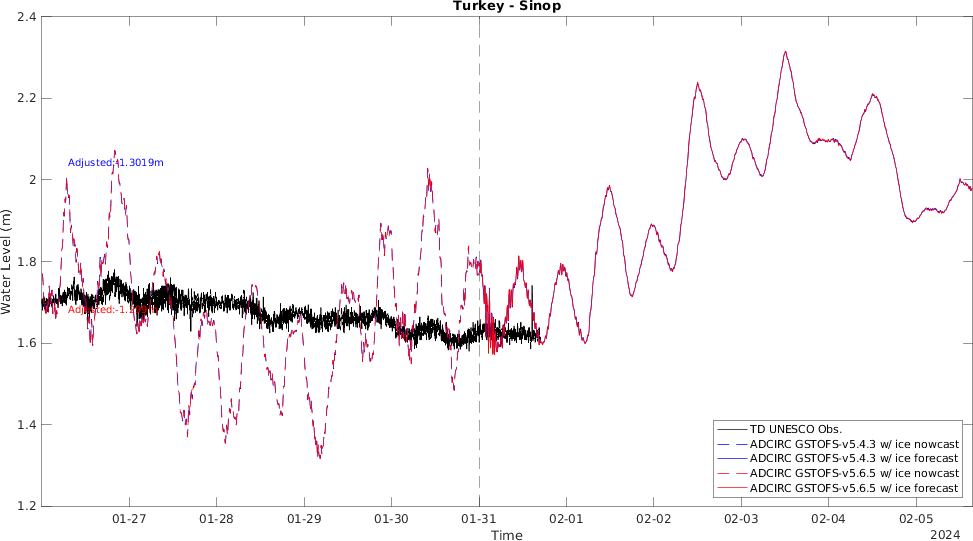 Turkey - Sinop
2.4
2.2
2
1.8
1.6
1.4
1.2
Water Level (m)
Adjusted:-1.3019m
01-27
01-28
01-29
01-30
01-31
02-01
02-02
02-03
02-04
02-05
Time
2024
TD UNESCO Obs.
ADCIRC GSTOFS-v5.4.3 w/ ice nowcast
ADCIRC GSTOFS-v5.4.3 w/ ice forecast
ADCIRC GSTOFS-v5.6.5 w/ ice nowcast
ADCIRC GSTOFS-v5.6.5 w/ ice forecast